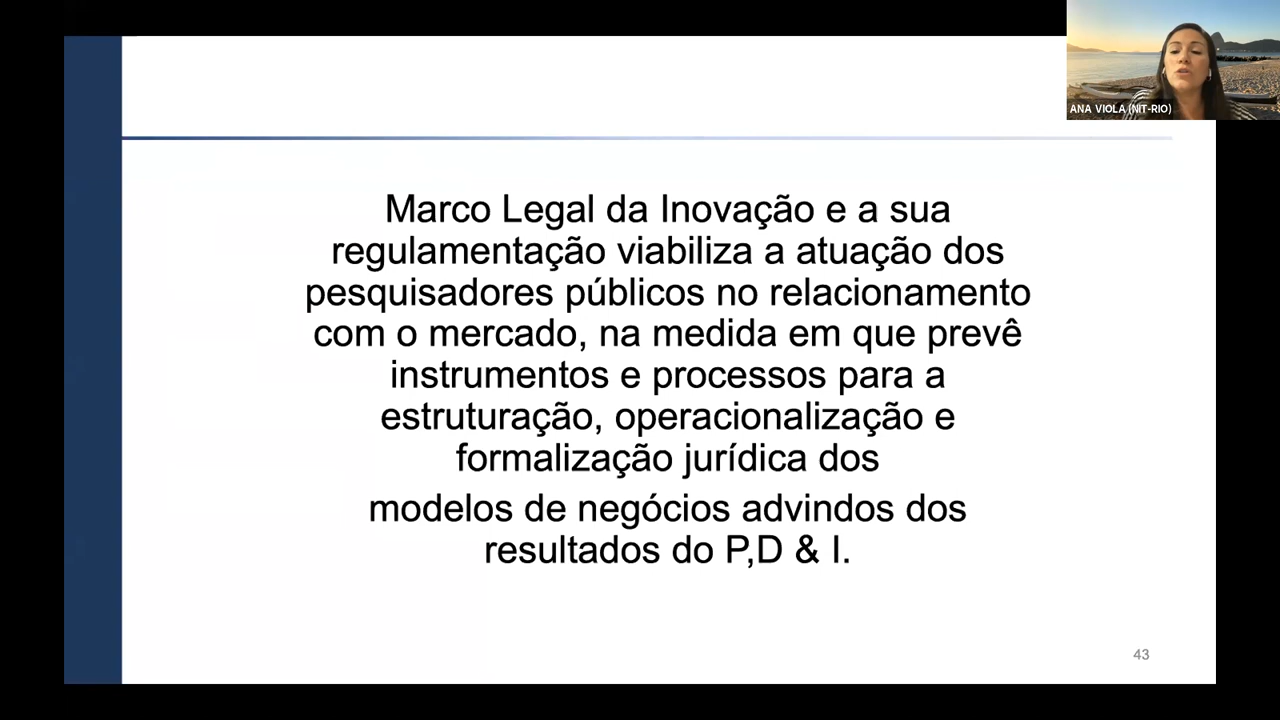 ANA VIOLA (NIT-RIO)
Marco Legal da Inovação e a sua
regulamentação viabiliza a atuação dos
pesquisadores públicos no relacionamento
com o mercado, na medida em que prevê
instrumentos e processos para a
estruturação, operacionalização e
formalização jurídica dos
modelos de negócios advindos dos
resultados do P,D & I.
43